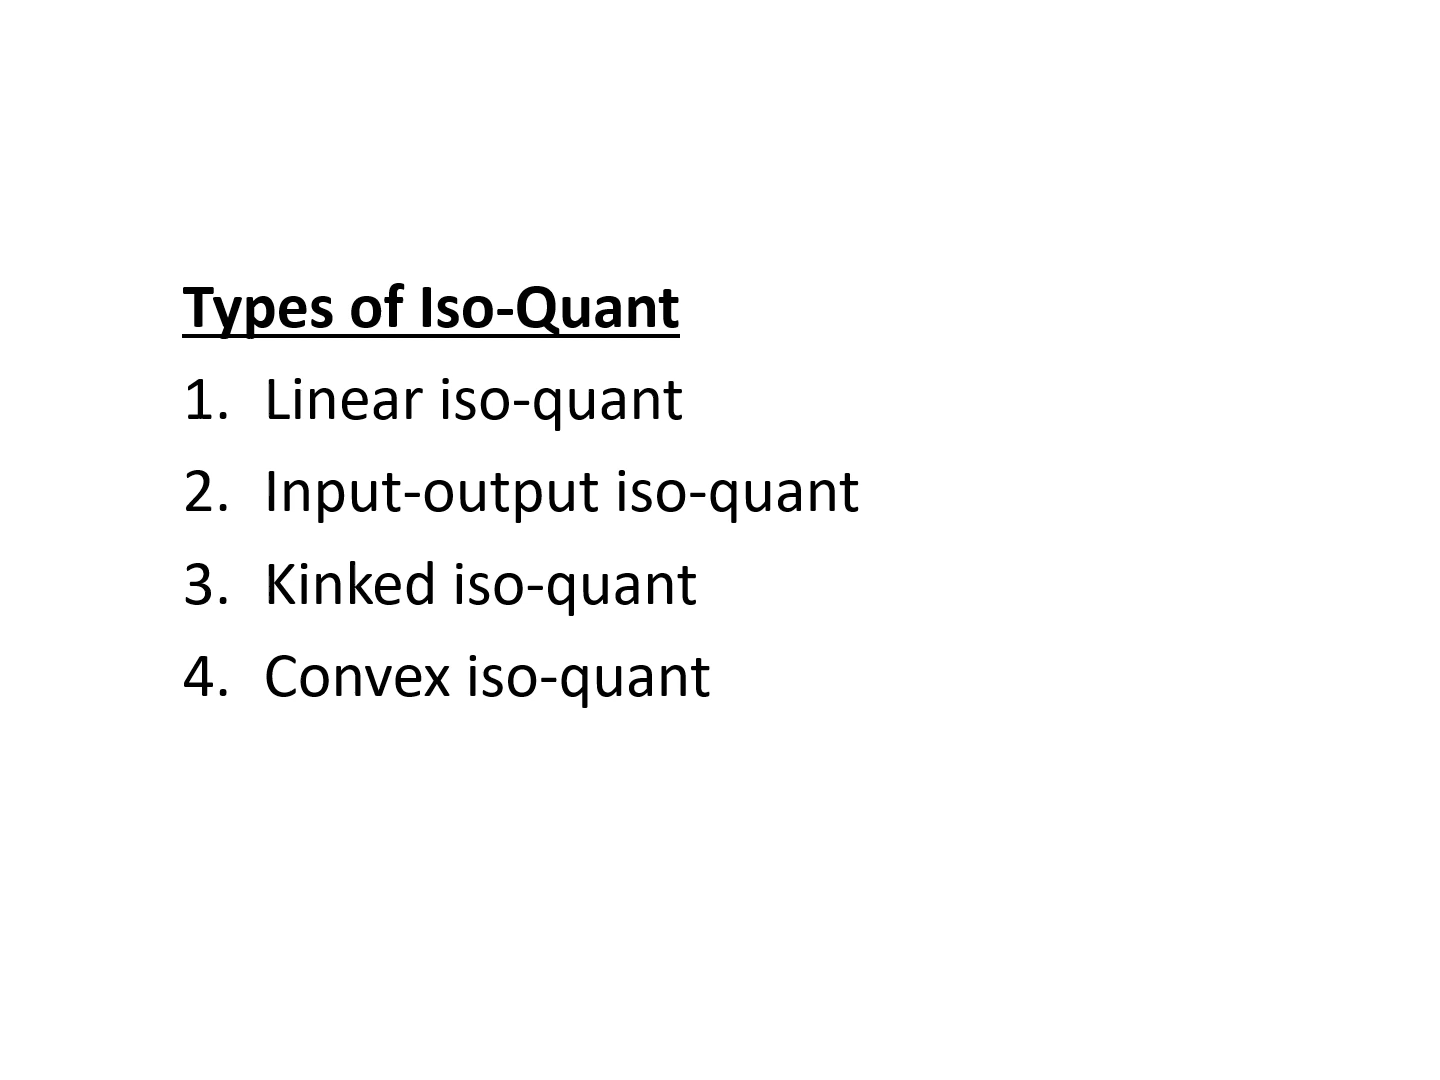 Types of Iso-Quant
1. Linear iso-quant
2. Input-output iso-quant
3. Kinked iso-quant
4. Convex iso-quant